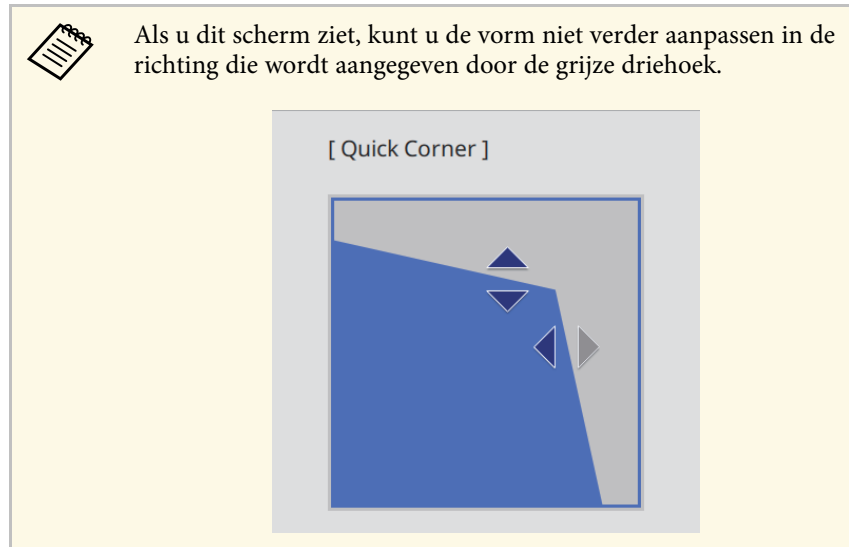 Als u dit scherm ziet, kunt u de vorm niet verder aanpassen in de
richting die wordt aangegeven door de grijze driehoek.
[ Quick Corner ]